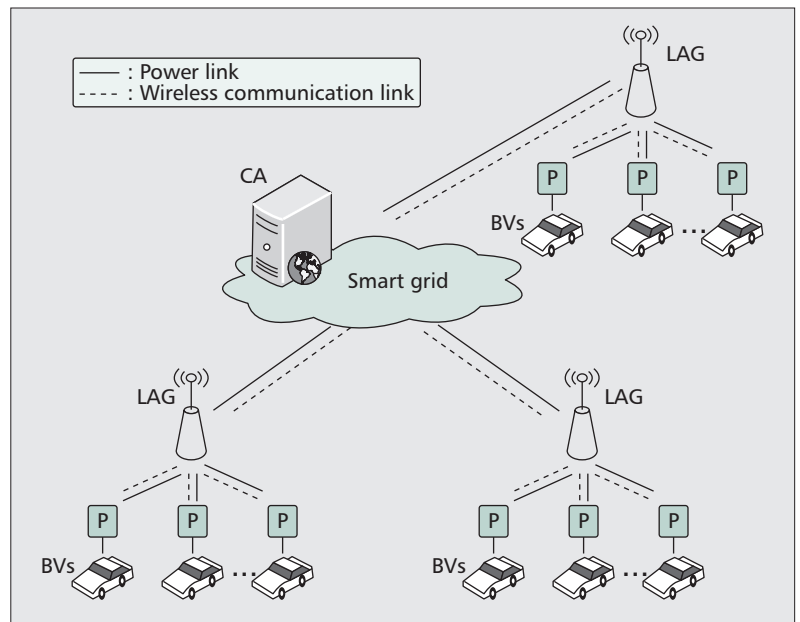 LAG
: Power link
: Wireless communication link
CA
P P P
BVs ...
Smart grid
LAG LAG
P P P P P P
BVs ... BVs ...